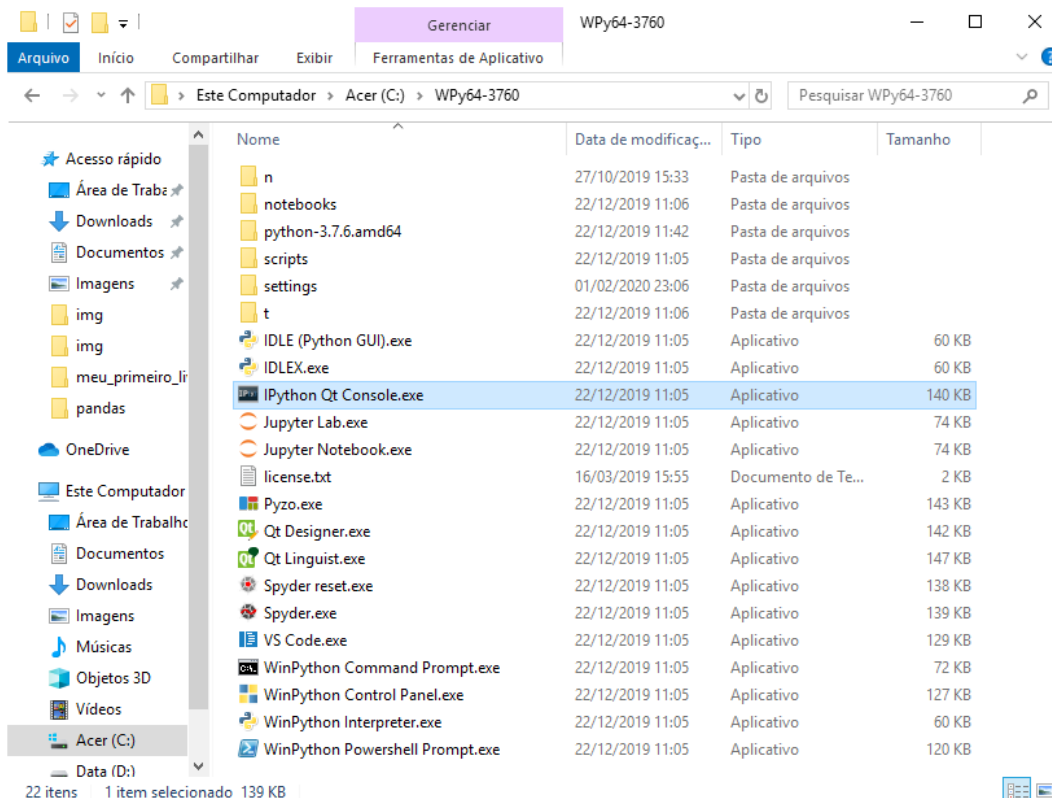 Gerenciar
WPy64-3760
Arquivo Início Compartilhar Exibir Ferramentas de Aplicativo
Este Computador > Acer (C:) > WPy64-3760
Pesquisar WPy64-3760
Acesso rápido
Área de Traba
Downloads
Documentos
Imagens
img
img
meu_primeiro_li
pandas
OneDrive
Este Computador
Área de Trabalho
Documentos
Downloads
Imagens
Músicas
Objetos 3D
Vídeos
Acer (C:)
Data (D:)
Nome Data de modificaç... Tipo Tamanho
n 27/10/2019 15:33 Pasta de arquivos
notebooks 22/12/2019 11:06 Pasta de arquivos
python-3.7.6.amd64 22/12/2019 11:42 Pasta de arquivos
scripts 22/12/2019 11:05 Pasta de arquivos
settings 01/02/2020 23:06 Pasta de arquivos
t 22/12/2019 11:06 Pasta de arquivos
IDLE (Python GUI).exe 22/12/2019 11:05 Aplicativo 60 KB
IDLEX.exe 22/12/2019 11:05 Aplicativo 60 KB
IPython Qt Console.exe 22/12/2019 11:05 Aplicativo 140 KB
Jupyter Lab.exe 22/12/2019 11:05 Aplicativo 74 KB
Jupyter Notebook.exe 22/12/2019 11:05 Aplicativo 74 KB
license.txt 16/03/2019 15:55 Documento de Te... 2 KB
Pyzo.exe 22/12/2019 11:05 Aplicativo 143 KB
Qt Designer.exe 22/12/2019 11:05 Aplicativo 142 KB
Qt Linguist.exe 22/12/2019 11:05 Aplicativo 147 KB
Spyder reset.exe 22/12/2019 11:05 Aplicativo 138 KB
Spyder.exe 22/12/2019 11:05 Aplicativo 139 KB
VS Code.exe 22/12/2019 11:05 Aplicativo 129 KB
WinPython Command Prompt.exe 22/12/2019 11:05 Aplicativo 72 KB
WinPython Control Panel.exe 22/12/2019 11:05 Aplicativo 127 KB
WinPython Interpreter.exe 22/12/2019 11:05 Aplicativo 60 KB
WinPython Powershell Prompt.exe 22/12/2019 11:05 Aplicativo 120 KB
22 itens 1 item selecionado 139 KB